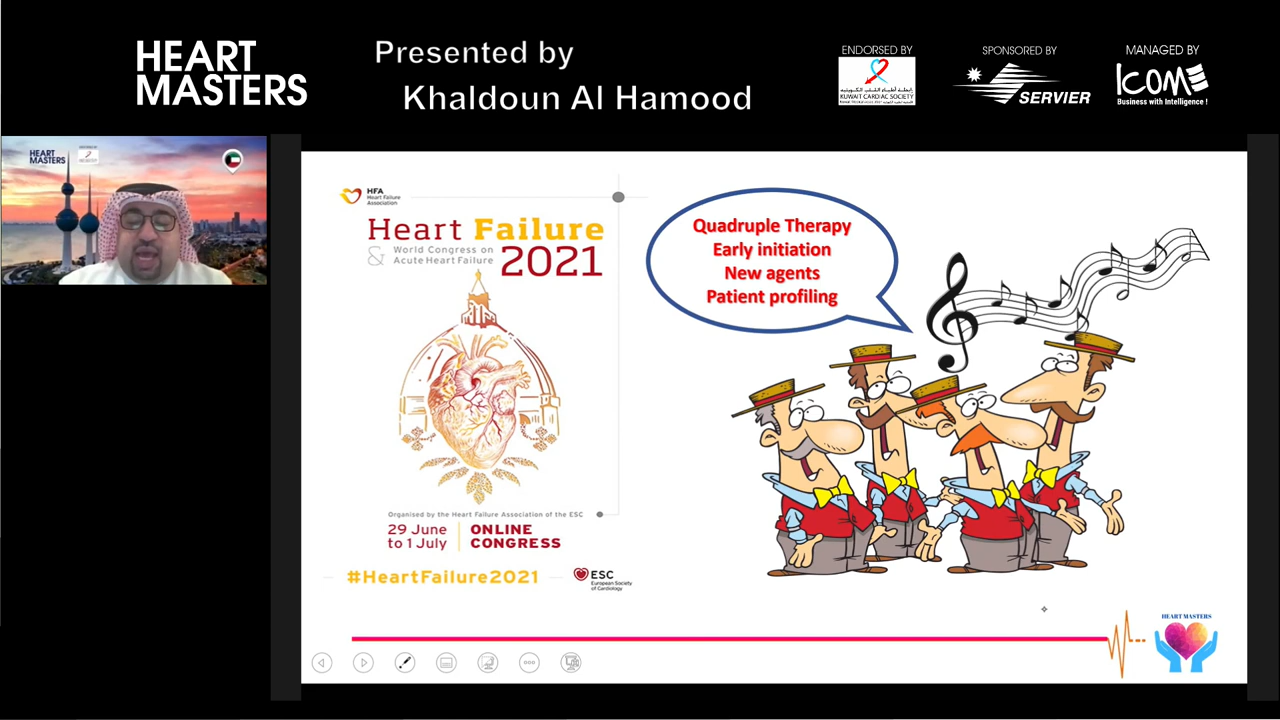 HEART
MASTERS
Presented by
Khaldoun Al Hamood
ENDORSED BY
KUWAIT CARDIAC SOCIETY
SPONSORED BY
SERVIER
MANAGED BY
ICOME
Business with Intelligence !
HEART
MASTERS
HFA
Heart Failure
Association
Heart Failure
& World Congress on
Acute Heart Failure
2021
Organised by the Heart Failure Association of the ESC
29 June
to 1 July
ONLINE
CONGRESS
#HeartFailure2021
ESC
European Society
of Cardiology
Quadruple Therapy
Early initiation
New agents
Patient profiling
HEART MASTERS